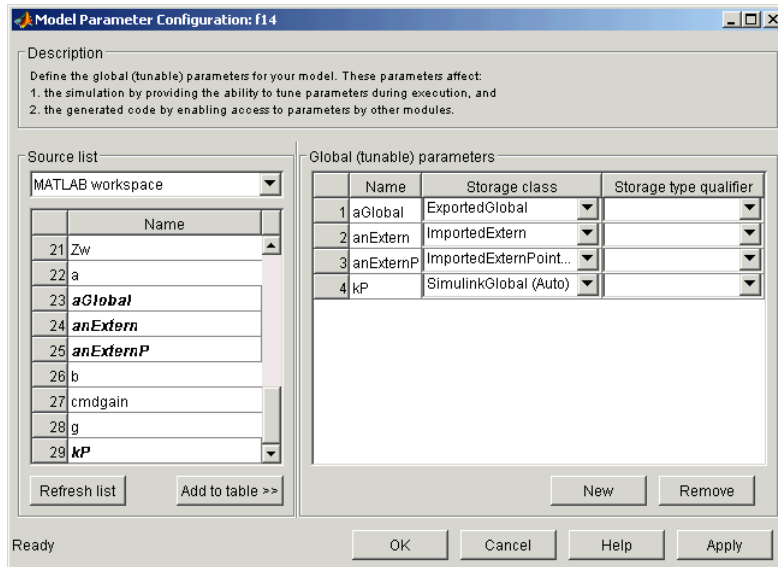 Model Parameter Configuration: f14
Description
Define the global (tunable) parameters for your model. These parameters affect:
1. the simulation by providing the ability to tune parameters during execution, and
2. the generated code by enabling access to parameters by other modules.
Source list
MATLAB workspace
Name
21 Zw
22 a
23 aGlobal
24 anExtern
25 anExternP
26 b
27 cmdgain
28 g
29 kP
Refresh list Add to table >>
Global (tunable) parameters
Name Storage class Storage type qualifier
1 aGlobal ExportedGlobal
2 anExtern ImportedExtern
3 anExternP ImportedExternPoint...
4 kP SimulinkGlobal (Auto)
New Remove
Ready OK Cancel Help Apply